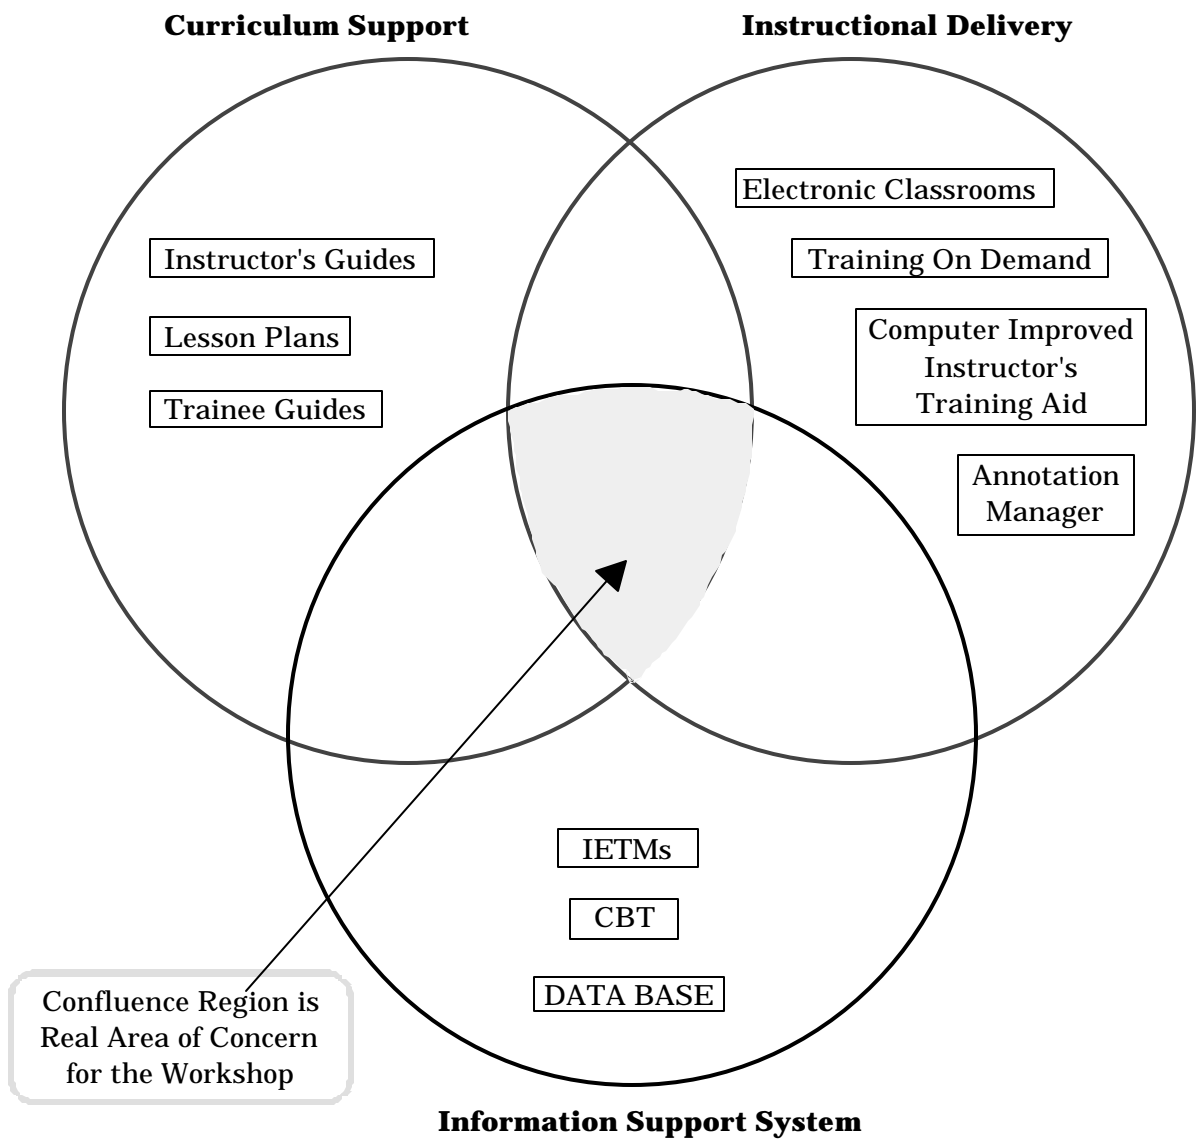 Curriculum Support
Instructional Delivery
Electronic Classrooms
Instructor's Guides
Training On Demand
Lesson Plans
Computer Improved
Instructor's
Training Aid
Trainee Guides
Annotation
Manager
IETMs
CBT
DATA BASE
Confluence Region is
Real Area of Concern
for the Workshop
Information Support System